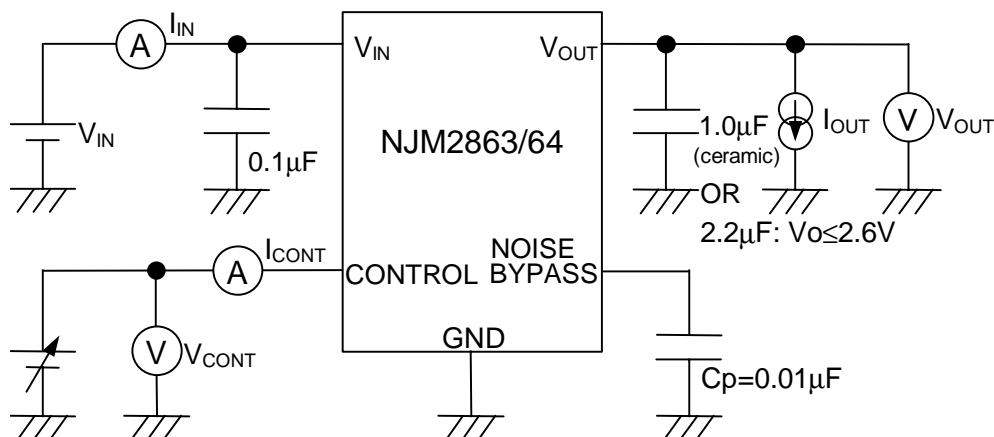 A
I_IN
V_IN
V_IN
0.1µF
NJM2863/64
V_OUT
1.0µF
(ceramic)
OR
2.2µF: Vo≤2.6V
I_OUT
V
V_OUT
I_CONT
A
CONTROL
NOISE
BYPASS
GND
V
V_CONT
Cp=0.01µF